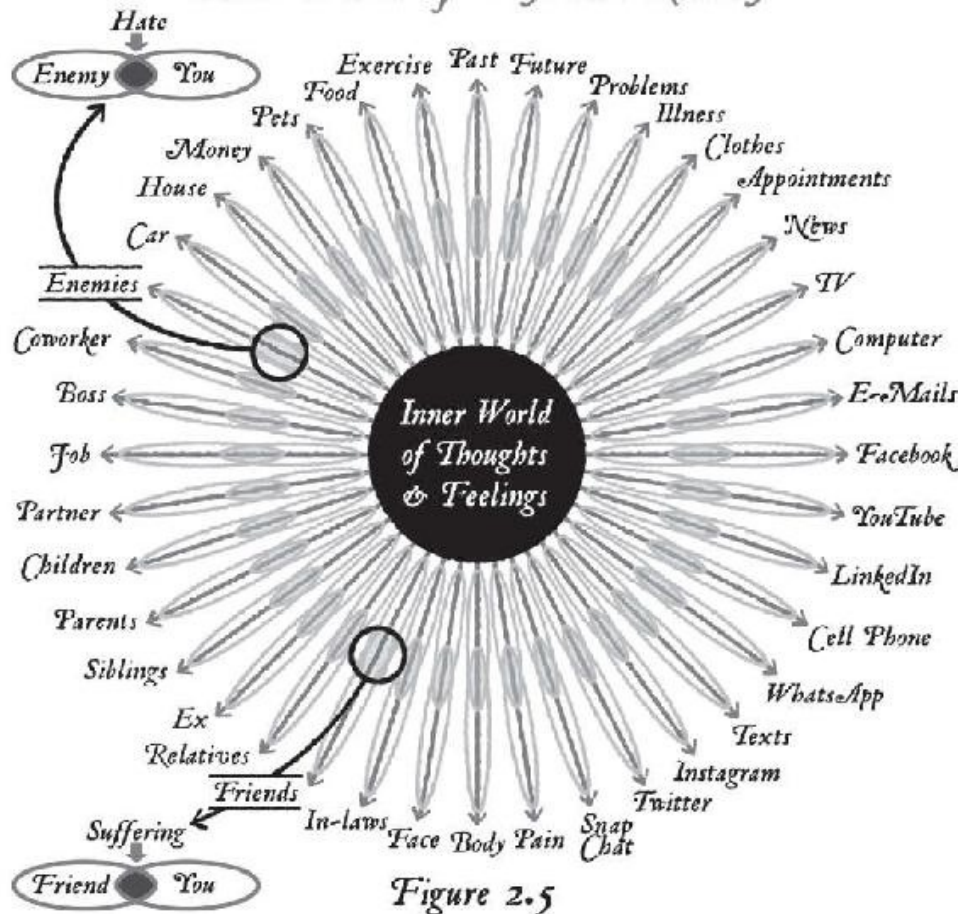 Hate
Enemy You
Past
Future
Problems
Illness
Clothes
Appointments
News
TV
Computer
E-Mails
Facebook
YouTube
LinkedIn
Cell Phone
WhatsApp
Texts
Instagram
Twitter
Snap
Chat
Pain
Body
Face
In-laws
Friends
Relatives
Ex
Siblings
Parents
Children
Partner
Job
Boss
Coworker
Enemies
Car
House
Money
Pets
Food
Exercise
Inner World
of Thoughts
& Feelings
Suffering
Friend You
Figure 2.5